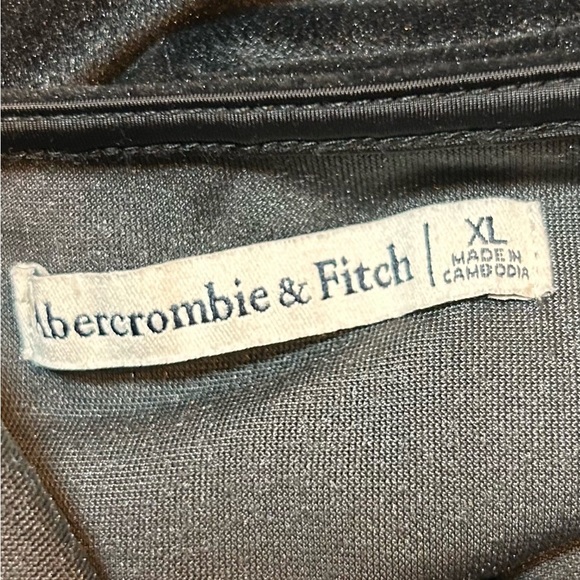 Abercrombie & Fitch
XL
MADE IN
CAMBODIA